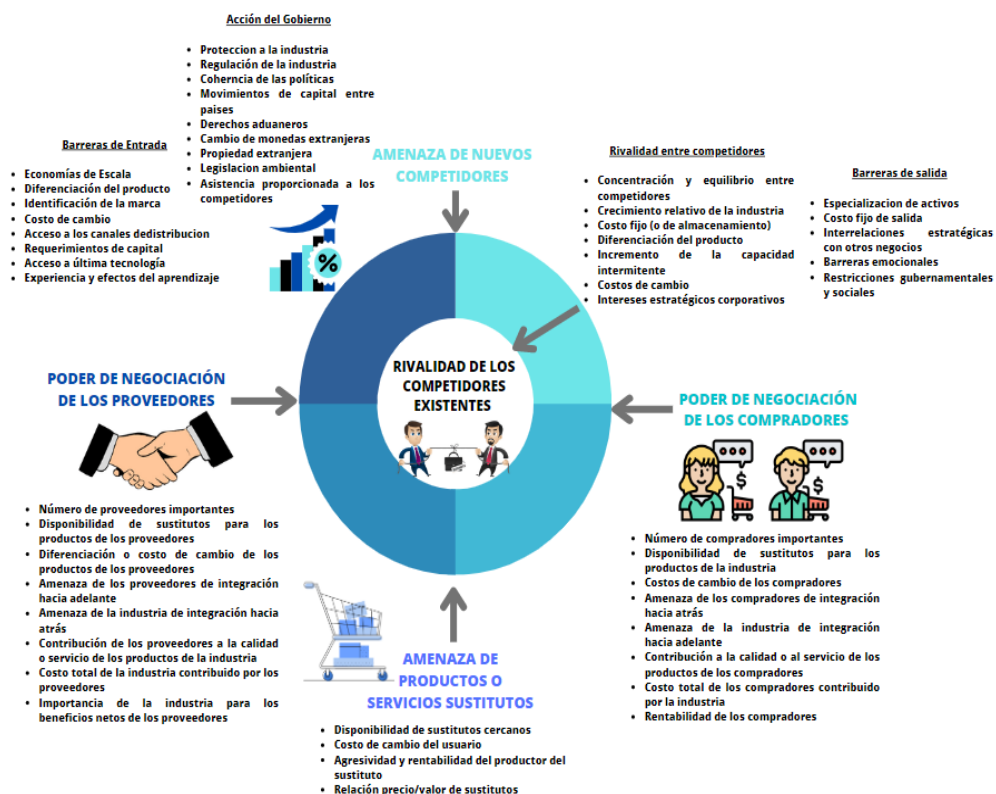 Acción del Gobierno
• Proteccion a la industria
• Regulación de la industria
• Coherncia de las políticas
• Movimientos de capital entre
paises
• Derechos aduaneros
• Cambio de monedas extranjeras
• Propiedad extranjera
• Legislacion ambiental
• Asistencia proporcionada a los
competidores
Barreras de Entrada
• Economías de Escala
• Diferenciación del producto
• Identificación de la marca
• Costo de cambio
• Acceso a los canales dedistribucion
• Requerimientos de capital
• Acceso a última tecnología
• Experiencia y efectos del aprendizaje
AMENAZA DE NUEVOS
COMPETIDORES
%
Rivalidad entre competidores
• Concentración y equilibrio entre
competidores
• Crecimiento relativo de la industria
• Costo fijo (o de almacenamiento)
• Diferenciación del producto
• Incremento de la capacidad
intermitente
• Costos de cambio
• Intereses estratégicos corporativos
Barreras de salida
• Especializacion de activos
• Costo fijo de salida
• Interrelaciones estratégicas
con otros negocios
• Barreras emocionales
• Restricciones gubernamentales
y sociales
RIVALIDAD DE LOS
COMPETIDORES
EXISTENTES
PODER DE NEGOCIACIÓN
DE LOS PROVEEDORES
• Número de proveedores importantes
• Disponibilidad de sustitutos para los
productos de los proveedores
• Diferenciación o costo de cambio de los
productos de los proveedores
• Amenaza de los proveedores de integración
hacia adelante
• Amenaza de la industria de integración hacia
atrás
• Contribución de los proveedores a la calidad
o servicio de los productos de la industria
• Costo total de la industria contribuido por los
proveedores
• Importancia de la industria para los
beneficios netos de los proveedores
PODER DE NEGOCIACIÓN
DE LOS COMPRADORES
$
$
• Número de compradores importantes
• Disponibilidad de sustitutos para los
productos de la industria
• Costos de cambio de los compradores
• Amenaza de los compradores de integración
hacia atrás
• Amenaza de la industria de integración
hacia adelante
• Contribución a la calidad o al servicio de los
productos de los compradores
• Costo total de los compradores contribuido
por la industria
• Rentabilidad de los compradores
AMENAZA DE
PRODUCTOS O
SERVICIOS SUSTITUTOS
• Disponibilidad de sustitutos cercanos
• Costo de cambio del usuario
• Agresividad y rentabilidad del productor del
sustituto
• Relación precio/valor de sustitutos